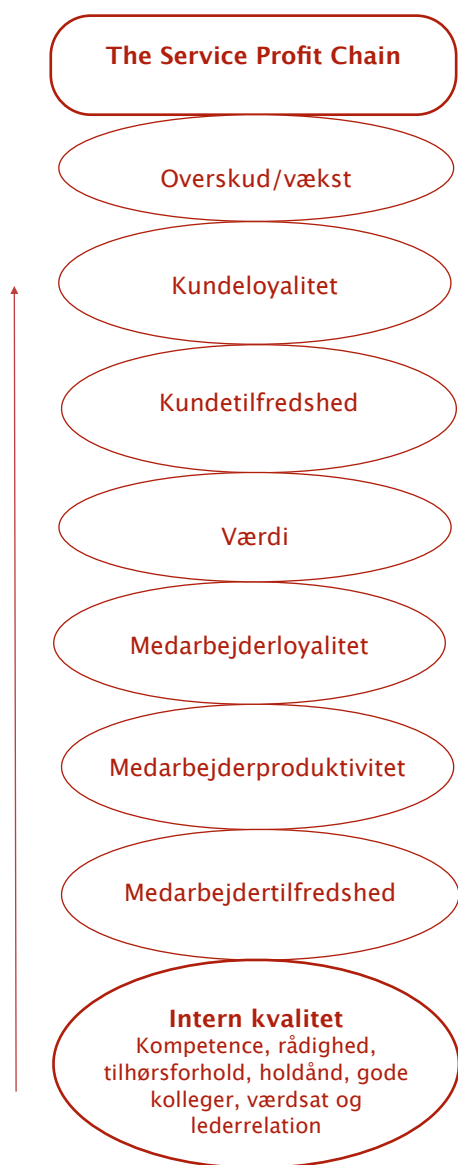 The Service Profit Chain
Overskud/vækst
Kundeloyalitet
Kundetilfredshed
Værdi
Medarbejderloyalitet
Medarbejderproduktivitet
Medarbejdertilfredshed
Intern kvalitet
Kompetence, rådighed,
tilhørsforhold, holdånd, gode
kolleger, værdsat og
lederrelation